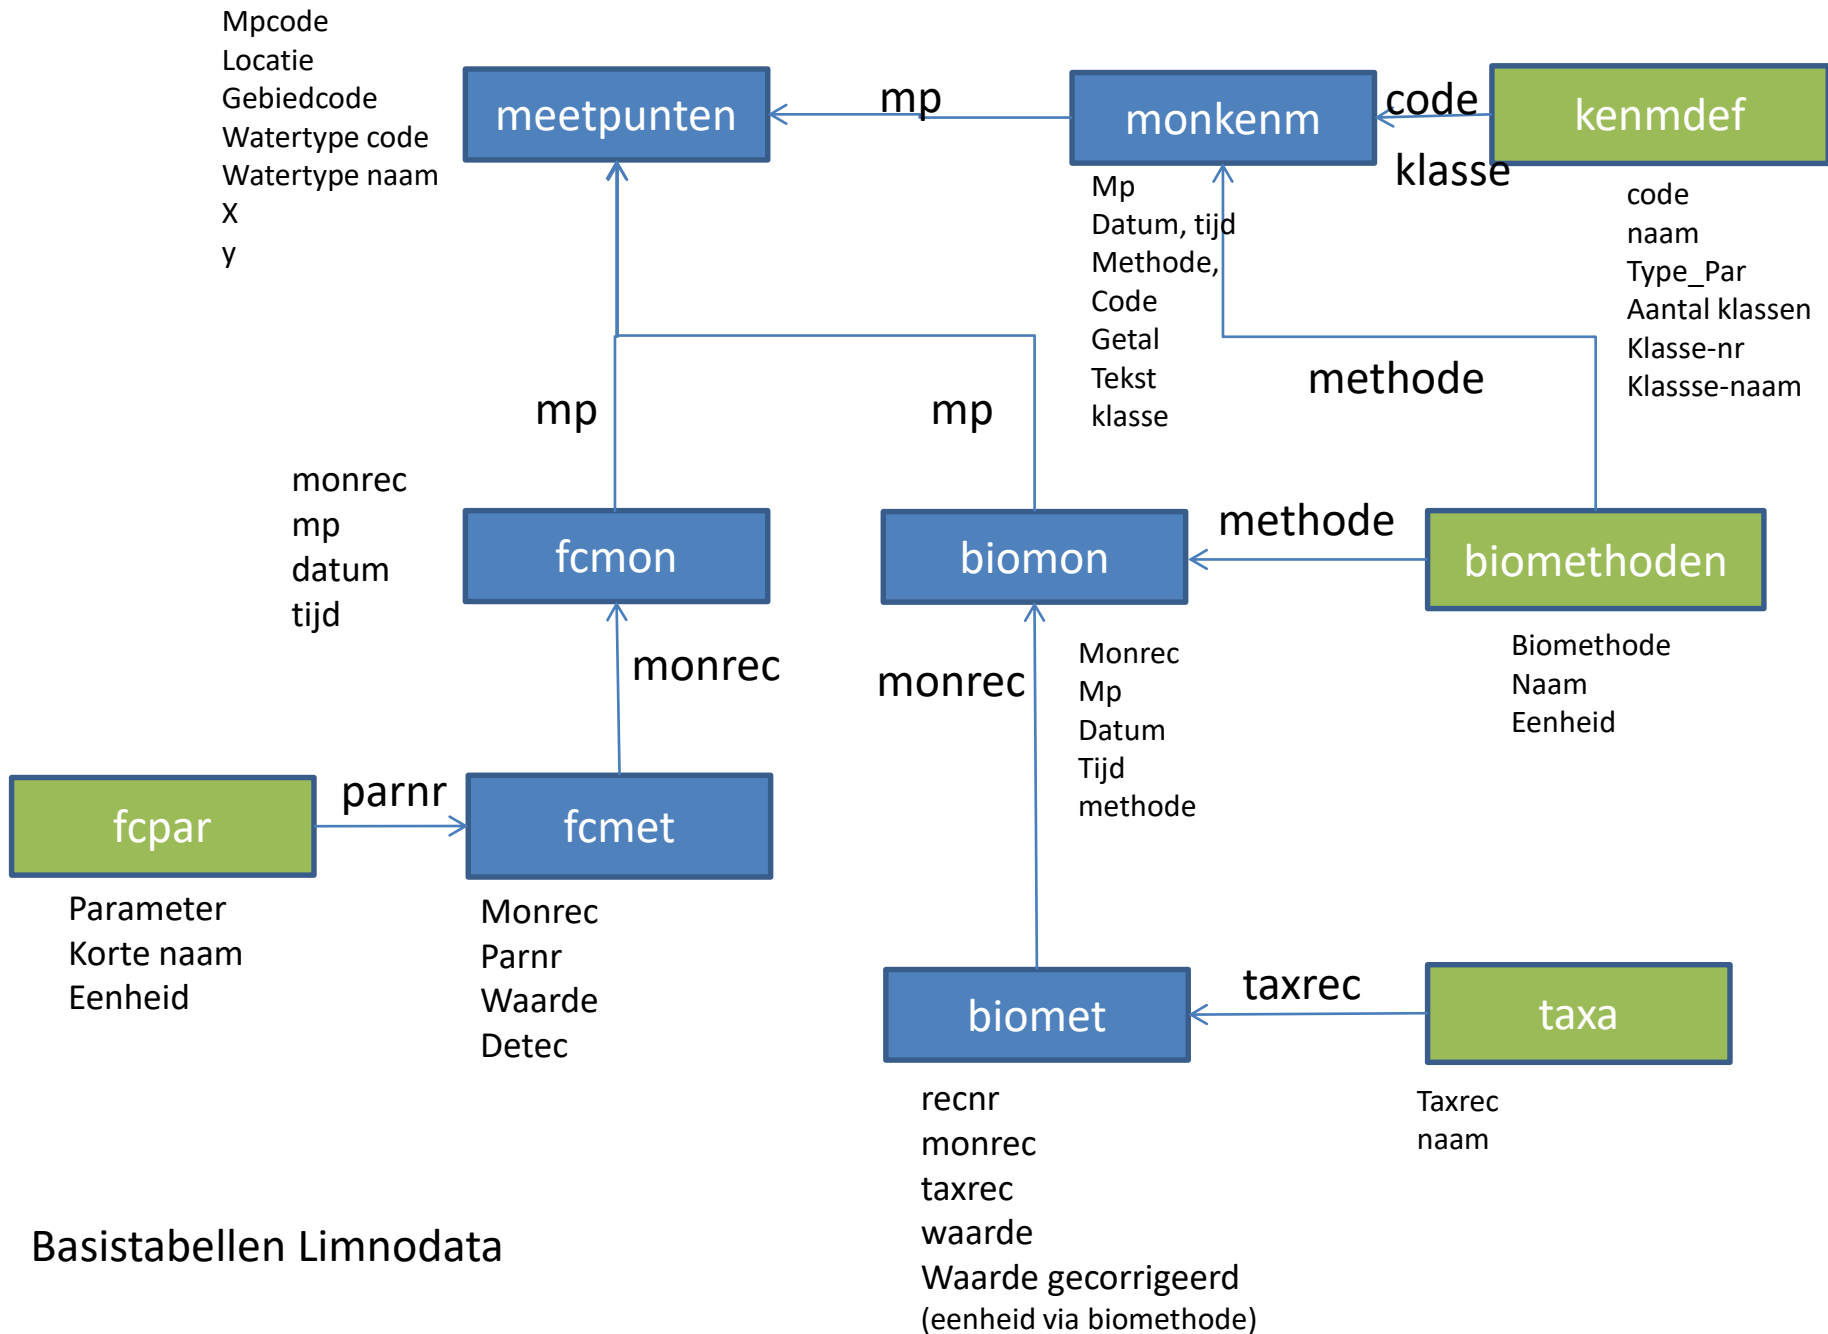 Mpcode
Locatie
Gebiedcode
Watertype code
Watertype naam
X
y
meetpunten
mp
monkenm
code
klasse
kenmdef
Mp
Datum, tijd
Methode,
Code
Getal
Tekst
klasse
code
naam
Type_Par
Aantal klassen
Klasse-nr
Klassse-naam
methode
mp
mp
monrec
mp
datum
tijd
fcmon
biomon
methode
biomethoden
monrec
monrec
Monrec
Mp
Datum
Tijd
methode
Biomethode
Naam
Eenheid
fcpar
parnr
fcmet
Parameter
Korte naam
Eenheid
Monrec
Parnr
Waarde
Detec
biomet
taxrec
taxa
recnr
monrec
taxrec
waarde
Waarde gecorrigeerd
(eenheid via biomethode)
Taxrec
naam
Basistabellen Limnodata